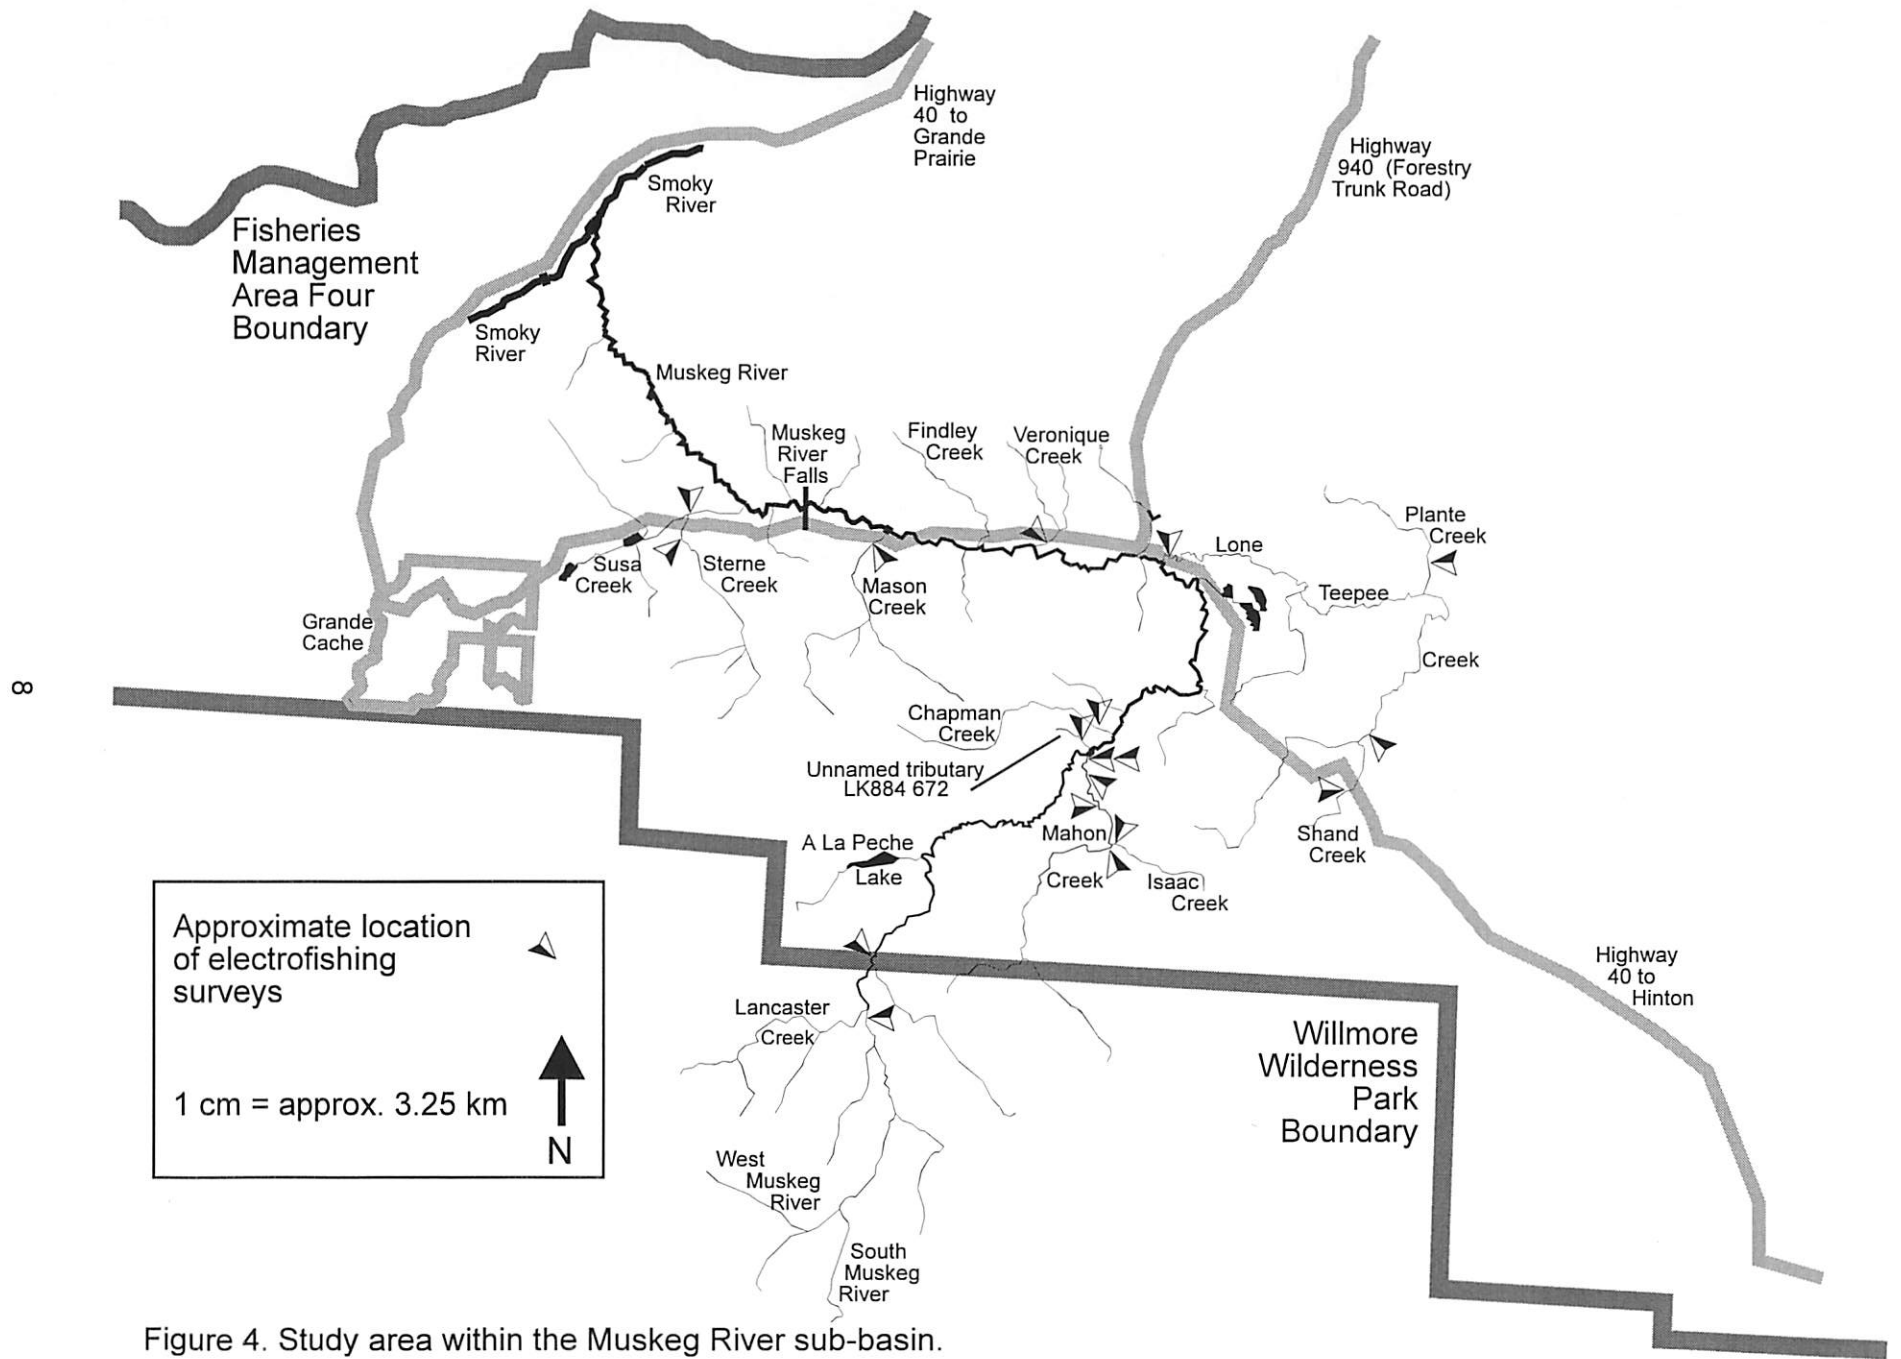 Highway
40 to
Grande
Prairie
Highway
940 (Forestry
Trunk Road)
Smoky
River
Fisheries
Management
Area Four
Boundary
Smoky
River
Muskeg River
Muskeg
River
Falls
Findley
Creek
Veronique
Creek
Plante
Creek
Lone
Teepee
Creek
Susa
Creek
Sterne
Creek
Mason
Creek
Grande
Cache
8
Chapman
Creek
Unnamed tributary
LK884 672
Mahon
Creek
Isaac
Creek
Shand
Creek
A La Peche
Lake
Approximate location
of electrofishing
surveys
1 cm = approx. 3.25 km
N
Highway
40 to
Hinton
Lancaster
Creek
Willmore
Wilderness
Park
Boundary
West
Muskeg
River
South
Muskeg
River
Figure 4. Study area within the Muskeg River sub-basin.